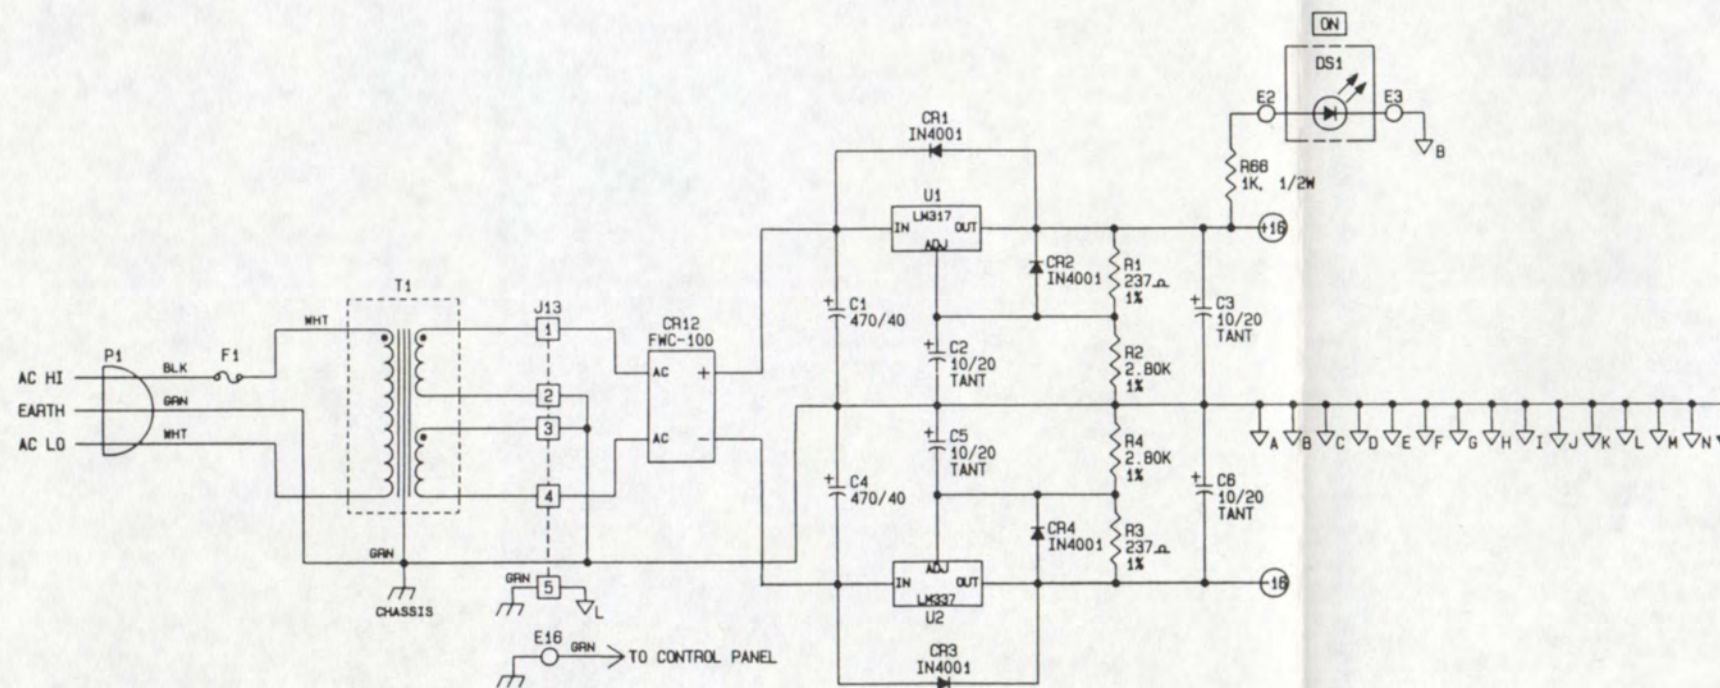 ON
DS1
E2
E3
B
CR1
IN4001
R66
1K, 1/2W
U1
LM317
IN
OUT
ADJ
+16
CR2
IN4001
R1
237Ω
1%
T1
J13
C1
470/40
+
C3
10/20
TANT
+
WHT
1
CR12
FWC-100
P1
F1
BLK
AC HI
AC
+
C2
10/20
TANT
+
R2
2.80K
1%
2
GRN
EARTH
3
WHT
AC LO
AC
-
C5
10/20
TANT
+
R4
2.80K
1%
A
B
C
D
E
F
G
H
I
J
K
L
M
N
4
C4
470/40
+
C6
10/20
TANT
+
CR4
IN4001
R3
237Ω
1%
GRN
GRN
5
L
CHASSIS
ADJ
IN
OUT
LM337
U2
-16
E16
GRN
TO CONTROL PANEL
CR3
IN4001